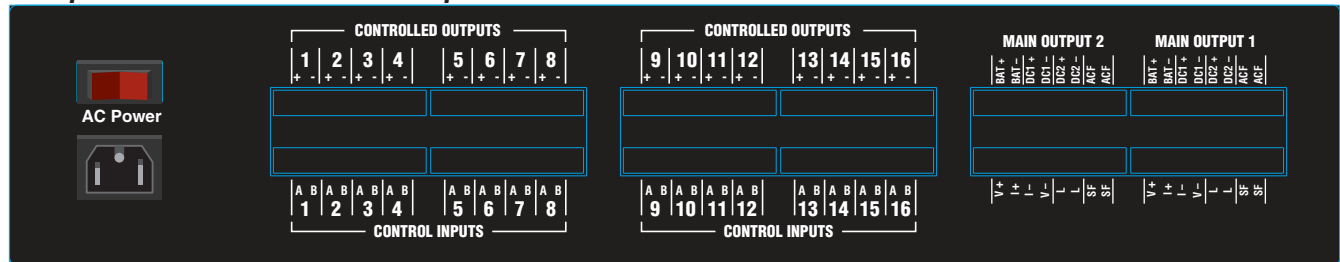 CONTROLLED OUTPUTS
1 2 3 4 5 6 7 8
+ - + - + - + - + - + - + - + -
CONTROLLED OUTPUTS
9 10 11 12 13 14 15 16
+ - + - + - + - + - + - + - + -
MAIN OUTPUT 2
BAT + BAT – DC1 + DC1 – DC2 + DC2 – ACF ACF
MAIN OUTPUT 1
BAT + BAT – DC1 + DC1 – DC2 + DC2 – ACF ACF
AC Power
A B A B A B A B A B A B A B A B
1 2 3 4 5 6 7 8
CONTROL INPUTS
A B A B A B A B A B A B A B A B
9 10 11 12 13 14 15 16
CONTROL INPUTS
V + I + I – V – L L SF SF
V + I + I – V – L L SF SF